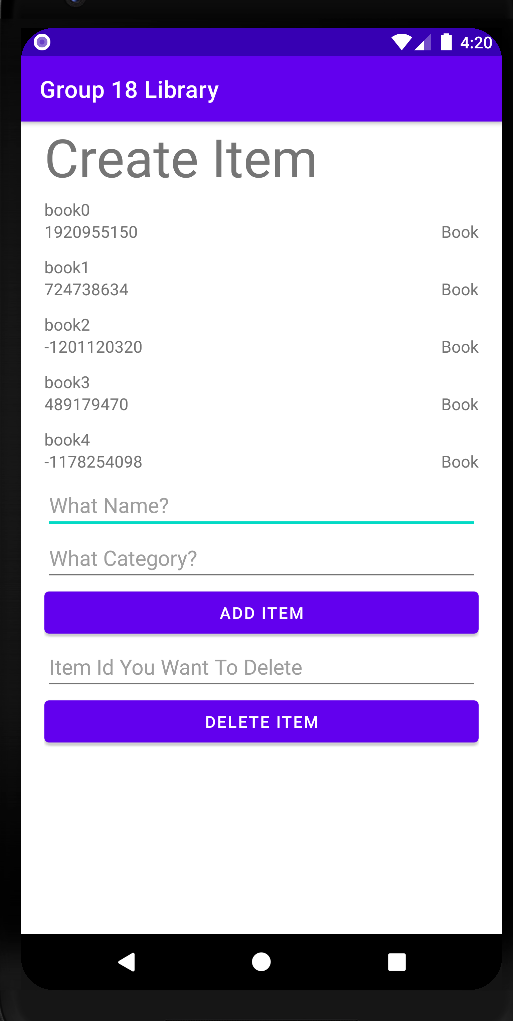 4:20
Group 18 Library
Create Item
book0
1920955150 Book
book1
724738634 Book
book2
-1201120320 Book
book3
489179470 Book
book4
-1178254098 Book
What Name?
What Category?
ADD ITEM
Item Id You Want To Delete
DELETE ITEM